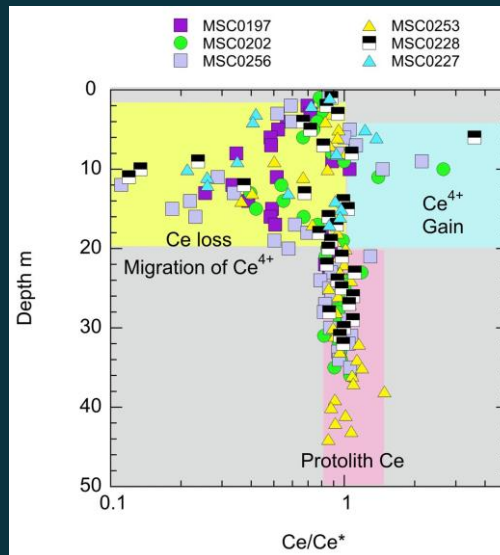 MSC0197 MSC0253
MSC0202 MSC0228
MSC0256 MSC0227
0
10
20
30
40
50
Depth m
Ce loss
Migration of Ce⁴⁺
Ce⁴⁺
Gain
Protolith Ce
0.1 1
Ce/Ce*